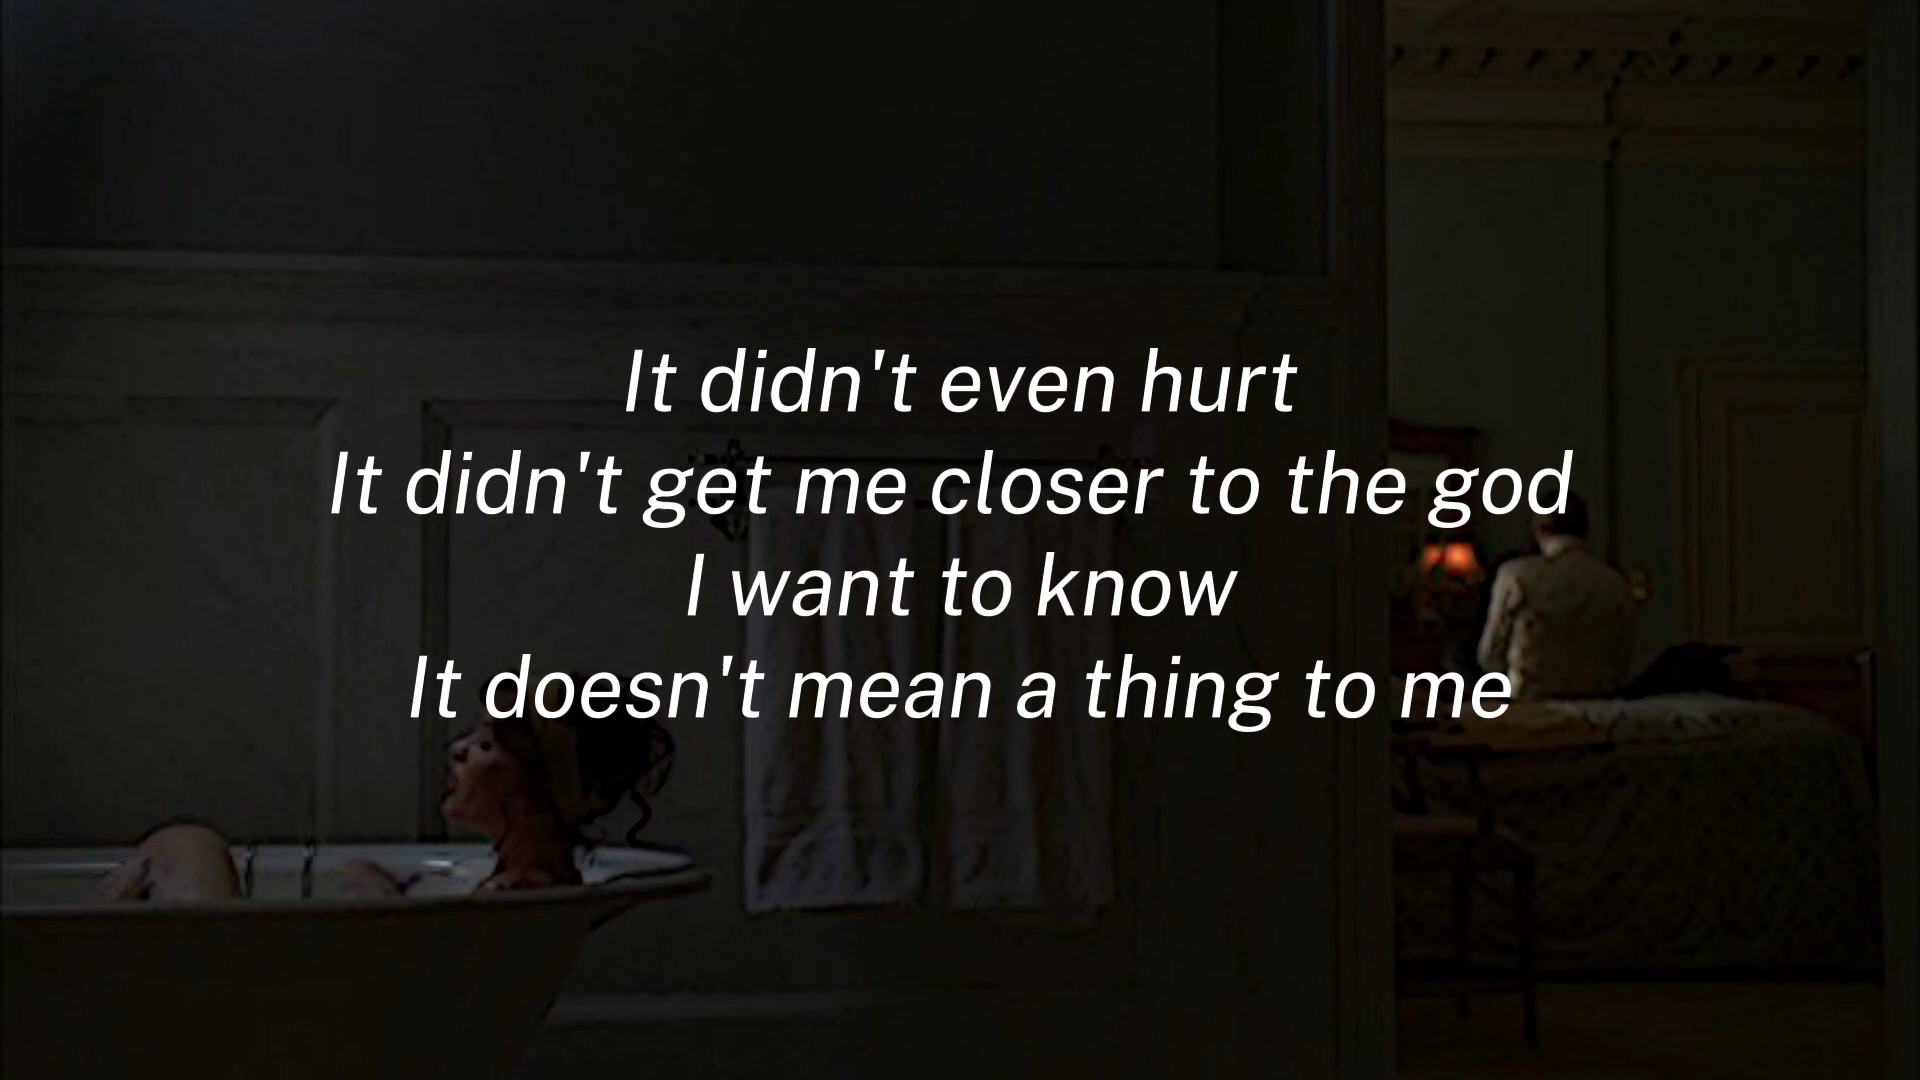 It didn't even hurt
It didn't get me closer to the god
I want to know
It doesn't mean a thing to me